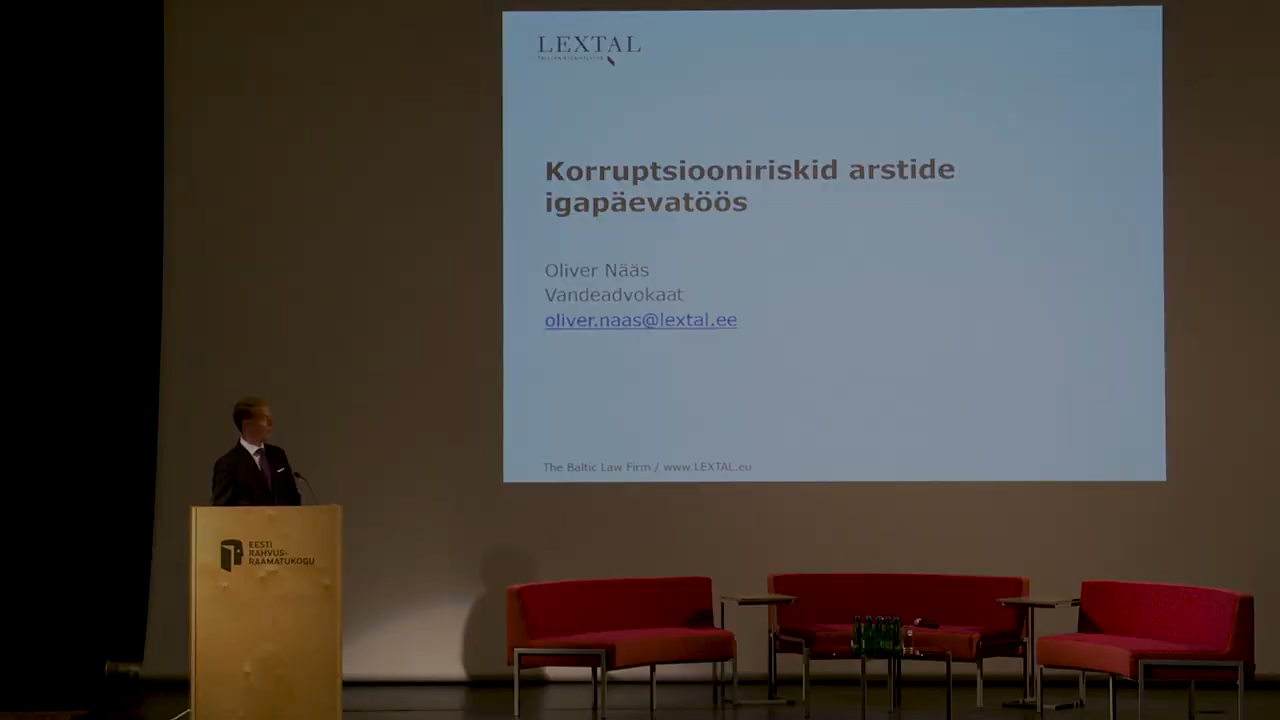 LEXTAL
Korruptsiooniriskid arstide
igapäevatöös
Oliver Nääs
Vandeadvokaat
oliver.naas@lextal.ee
The Baltic Law Firm / www.LEXTAL.eu
EESTI
RAHVUS-
RAAMATUKOGU